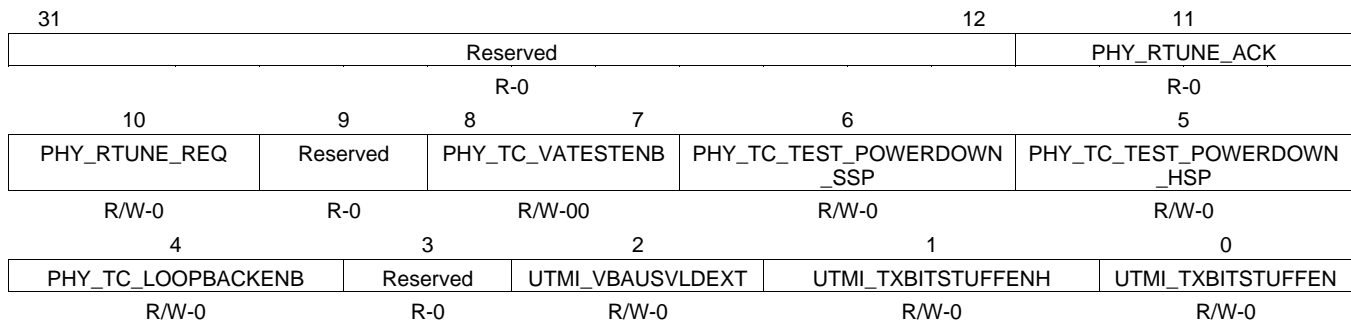 31 12 11
Reserved PHY_RTUNE_ACK
R-0 R-0
10 9 8 7 6 5
PHY_RTUNE_REQ Reserved PHY_TC_VATESTENB PHY_TC_TEST_POWERDOWN PHY_TC_TEST_POWERDOWN
_SSP _HSP
R/W-0 R-0 R/W-00 R/W-0 R/W-0
4 3 2 1 0
PHY_TC_LOOPBACKENB Reserved UTMI_VBAUSVLDEXT UTMI_TXBITSTUFFENH UTMI_TXBITSTUFFEN
R/W-0 R-0 R/W-0 R/W-0 R/W-0